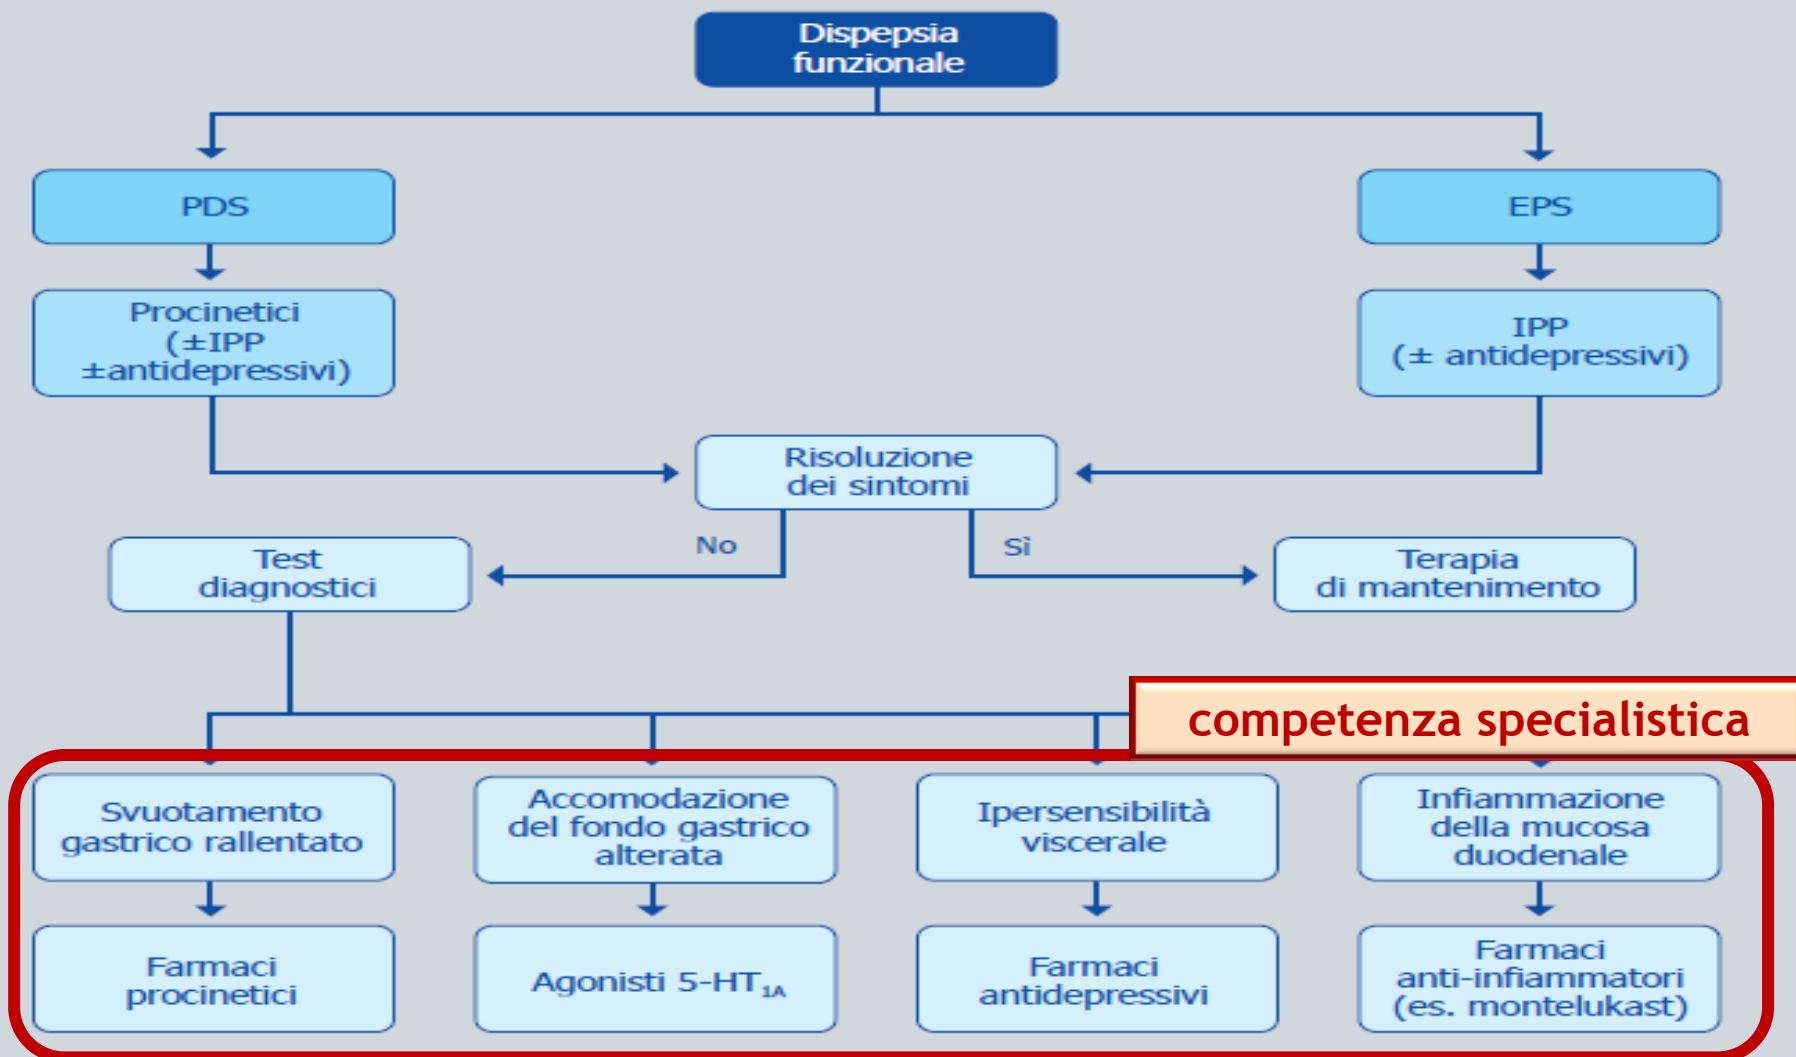 Dispepsia
funzionale
PDS
EPS
Procinetici
(±IPP
±antidepressivi)
IPP
(± antidepressivi)
Risoluzione
dei sintomi
No
Sì
Test
diagnostici
Terapia
di mantenimento
competenza specialistica
Svuotamento
gastrico rallentato
Accomodazione
del fondo gastrico
alterata
Ipersensibilità
viscerale
Infiammazione
della mucosa
duodenale
Farmaci
procinetici
Agonisti 5-HT1A
Farmaci
antidepressivi
Farmaci
anti-infiammatori
(es. montelukast)